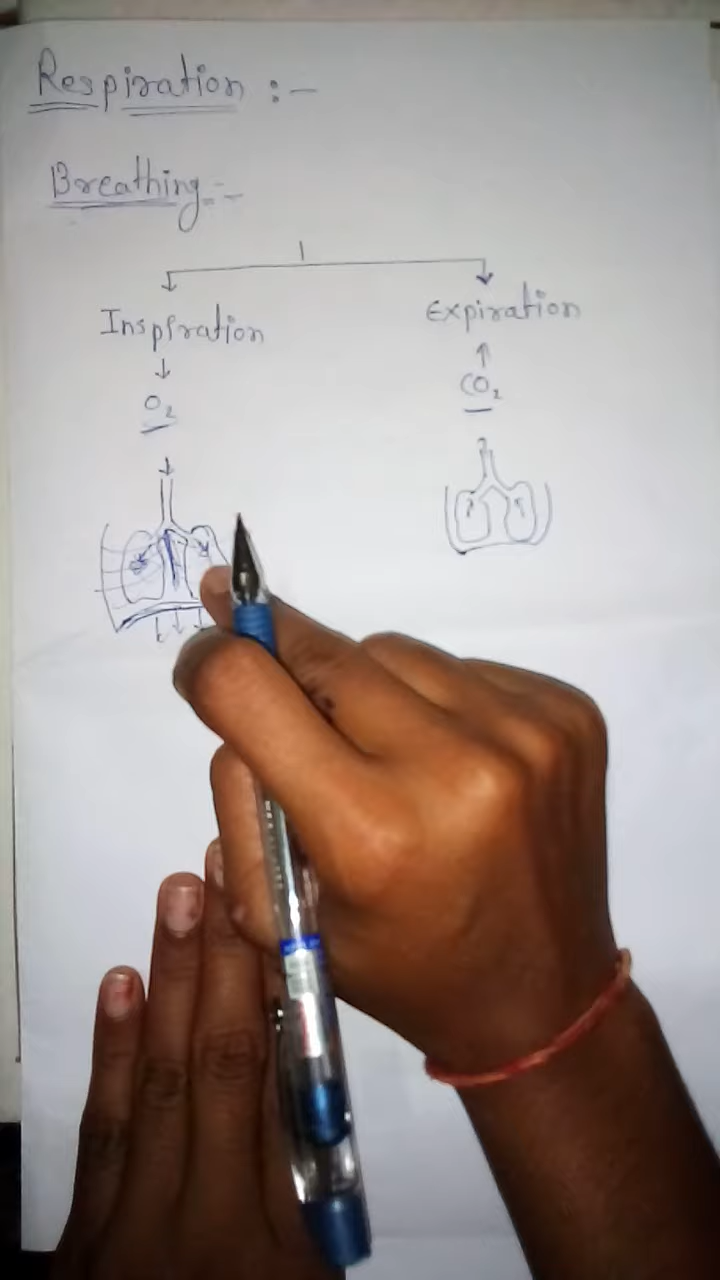 Respiration :-
Breathing :-
Inspiration
Expiration
O2
CO2